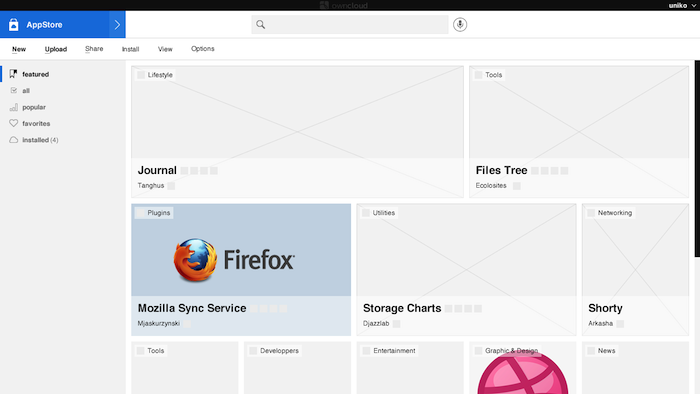 owncloud
unika
AppStore
New Upload Share Install View Options
featured
all
popular
favorites
installed (4)
Lifestyle
Journal
Tanghus
Tools
Files Tree
Ecolosites
Plugins
Firefox
Mozilla Sync Service
Mjaskurzynski
Utilities
Storage Charts
Djazzlab
Networking
Shorty
Arkasha
Tools
Developpers
Entertainment
Graphic & Design
News